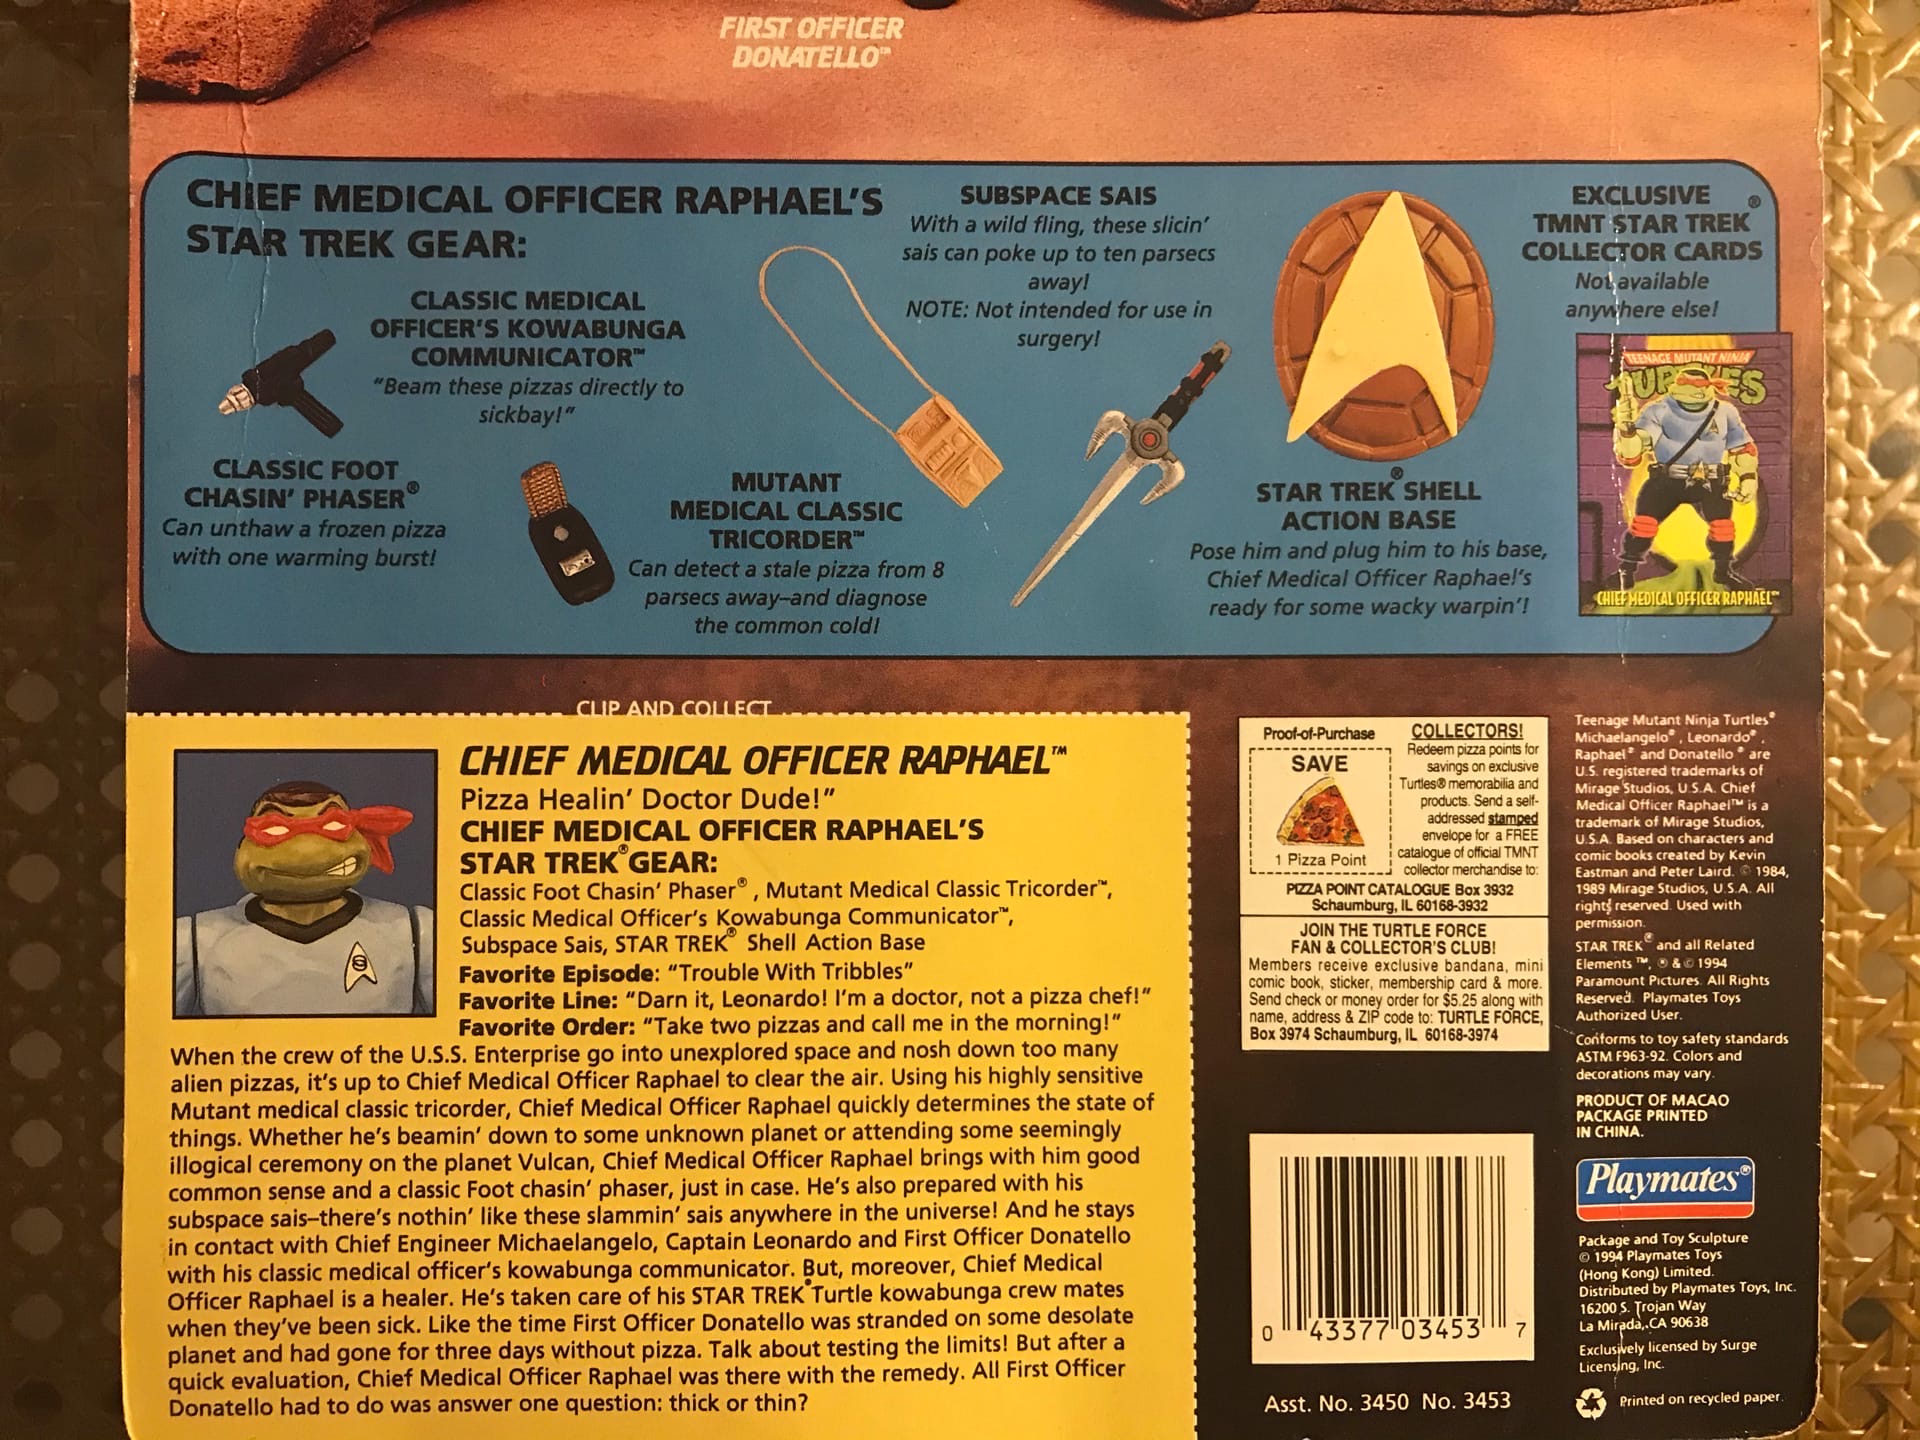 FIRST OFFICER
DONATELLO™
CHIEF MEDICAL OFFICER RAPHAEL'S
STAR TREK GEAR:
CLASSIC MEDICAL
OFFICER'S KOWABUNGA
COMMUNICATOR™
"Beam these pizzas directly to
sickbay!"
CLASSIC FOOT
CHASIN' PHASER®
Can unthaw a frozen pizza
with one warming burst!
MUTANT
MEDICAL CLASSIC
TRICORDER™
Can detect a stale pizza from 8
parsecs away–and diagnose
the common cold!
SUBSPACE SAIS
With a wild fling, these slicin'
sais can poke up to ten parsecs
away!
NOTE: Not intended for use in
surgery!
STAR TREK® SHELL
ACTION BASE
Pose him and plug him to his base,
Chief Medical Officer Raphael's
ready for some wacky warpin'!
EXCLUSIVE
TMNT STAR TREK®
COLLECTOR CARDS
Not available
anywhere else!
TEENAGE MUTANT NINJA
TURTLES
CHIEF MEDICAL OFFICER RAPHAEL™
CLIP AND COLLECT
CHIEF MEDICAL OFFICER RAPHAEL™
Pizza Healin' Doctor Dude!"
CHIEF MEDICAL OFFICER RAPHAEL'S
STAR TREK® GEAR:
Classic Foot Chasin' Phaser®, Mutant Medical Classic Tricorder™,
Classic Medical Officer's Kowabunga Communicator™,
Subspace Sais, STAR TREK® Shell Action Base
Favorite Episode: "Trouble With Tribbles"
Favorite Line: "Darn it, Leonardo! I'm a doctor, not a pizza chef!"
Favorite Order: "Take two pizzas and call me in the morning!"
When the crew of the U.S.S. Enterprise go into unexplored space and nosh down too many
alien pizzas, it's up to Chief Medical Officer Raphael to clear the air. Using his highly sensitive
Mutant medical classic tricorder, Chief Medical Officer Raphael quickly determines the state of
things. Whether he's beamin' down to some unknown planet or attending some seemingly
illogical ceremony on the planet Vulcan, Chief Medical Officer Raphael brings with him good
common sense and a classic Foot chasin' phaser, just in case. He's also prepared with his
subspace sais–there's nothin' like these slammin' sais anywhere in the universe! And he stays
in contact with Chief Engineer Michaelangelo, Captain Leonardo and First Officer Donatello
with his classic medical officer's kowabunga communicator. But, moreover, Chief Medical
Officer Raphael is a healer. He's taken care of his STAR TREK® Turtle kowabunga crew mates
when they've been sick. Like the time First Officer Donatello was stranded on some desolate
planet and had gone for three days without pizza. Talk about testing the limits! But after a
quick evaluation, Chief Medical Officer Raphael was there with the remedy. All First Officer
Donatello had to do was answer one question: thick or thin?
Proof-of-Purchase
SAVE
1 Pizza Point
COLLECTORS!
Redeem pizza points for
savings on exclusive
Turtles® memorabilia and
products. Send a self-
addressed stamped
envelope for a FREE
catalogue of official TMNT
collector merchandise to:
PIZZA POINT CATALOGUE Box 3932
Schaumburg, IL 60168-3932
JOIN THE TURTLE FORCE
FAN & COLLECTOR'S CLUB!
Members receive exclusive bandana, mini
comic book, sticker, membership card & more.
Send check or money order for $5.25 along with
name, address & ZIP code to: TURTLE FORCE,
Box 3974 Schaumburg, IL 60168-3974
0 43377 03453 7
Asst. No. 3450 No. 3453
Teenage Mutant Ninja Turtles®
Michaelangelo®, Leonardo®,
Raphael® and Donatello® are
U.S. registered trademarks of
Mirage Studios, U.S.A. Chief
Medical Officer Raphael™ is a
trademark of Mirage Studios,
U.S.A. Based on characters and
comic books created by Kevin
Eastman and Peter Laird. © 1984,
1989 Mirage Studios, U.S.A. All
rights reserved. Used with
permission.
STAR TREK® and all Related
Elements ™, ® & © 1994
Paramount Pictures. All Rights
Reserved. Playmates Toys
Authorized User.
Conforms to toy safety standards
ASTM F963-92. Colors and
decorations may vary.
PRODUCT OF MACAO
PACKAGE PRINTED
IN CHINA.
Playmates®
Package and Toy Sculpture
© 1994 Playmates Toys
(Hong Kong) Limited.
Distributed by Playmates Toys, Inc.
16200 S. Trojan Way
La Mirada, CA 90638
Exclusively licensed by Surge
Licensing, Inc.
Printed on recycled paper.